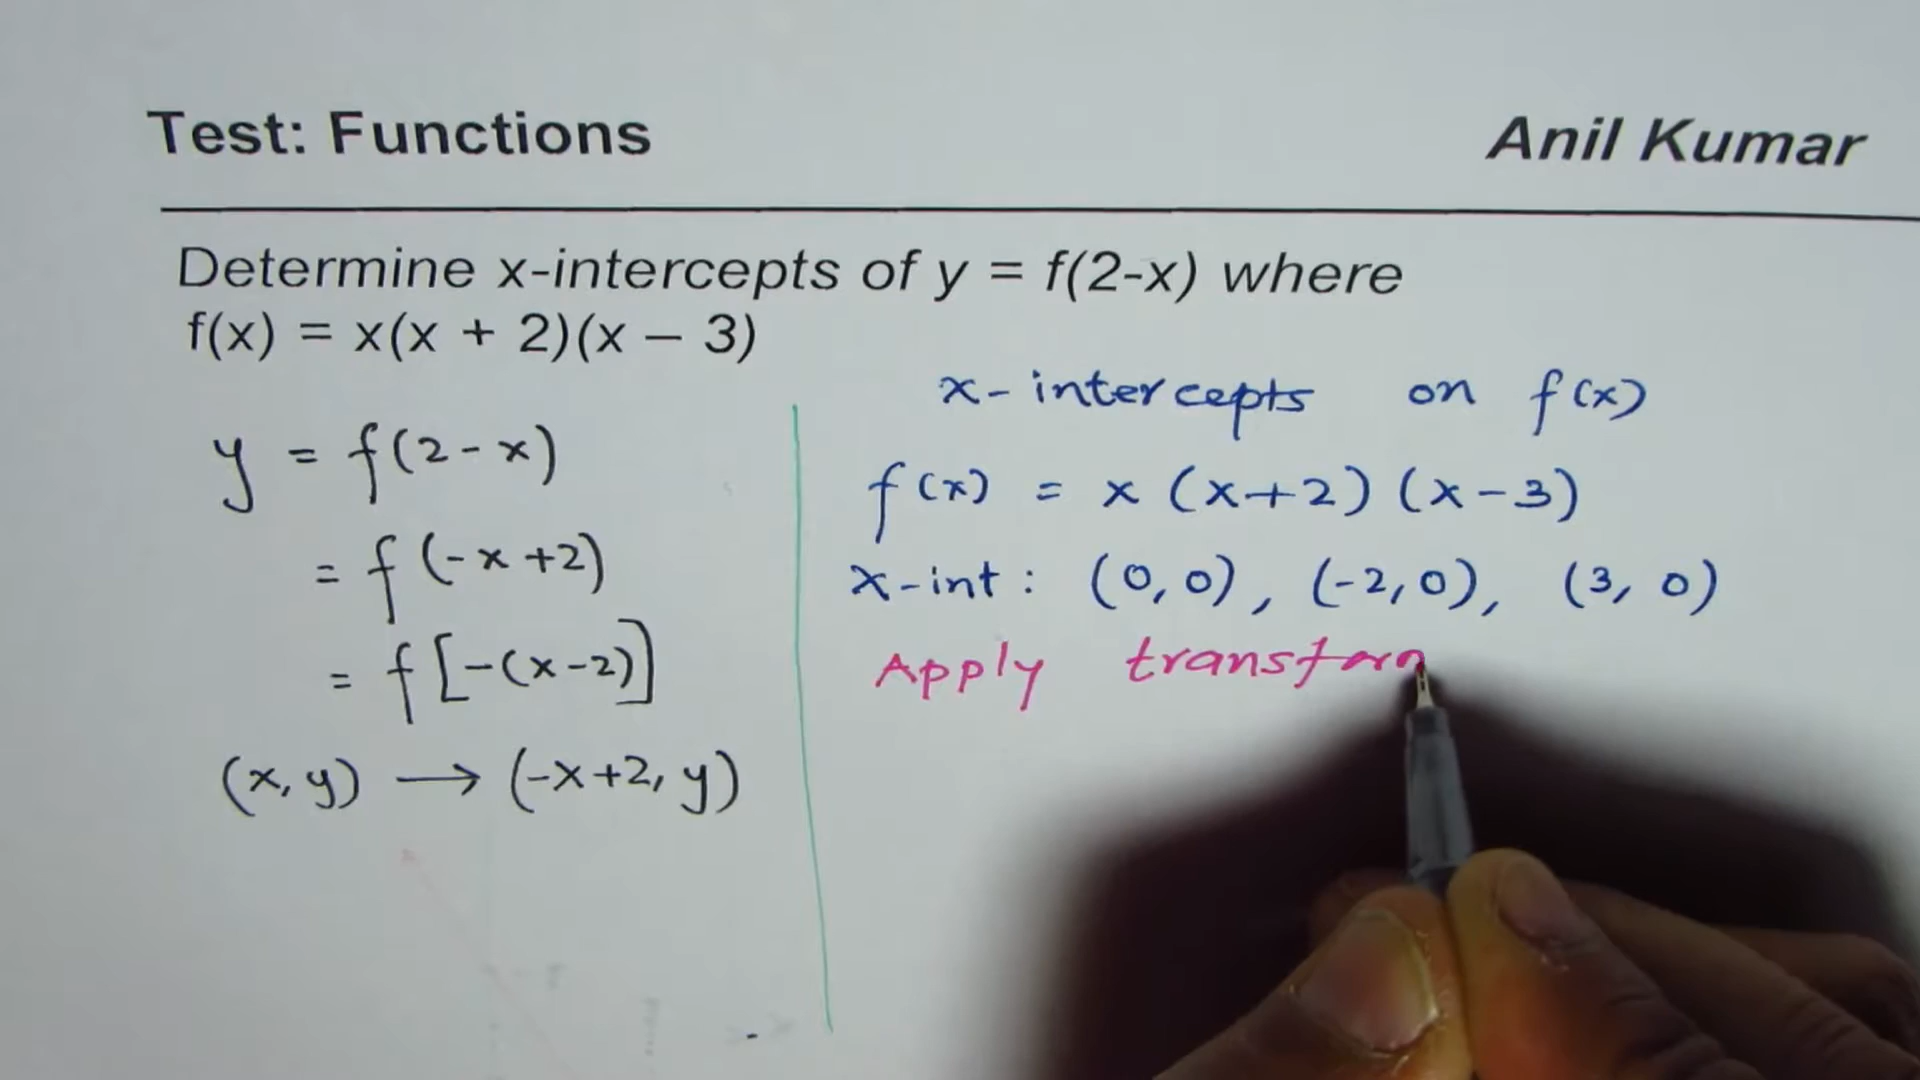 Test: Functions
Anil Kumar
Determine x-intercepts of y = f(2-x) where
f(x) = x(x + 2)(x – 3)
y = f(2-x)
= f(-x+2)
= f[-(x-2)]
(x, y) → (-x+2, y)
x-intercepts on f(x)
f(x) = x(x+2)(x-3)
x-int: (0,0), (-2,0), (3, 0)
Apply transform